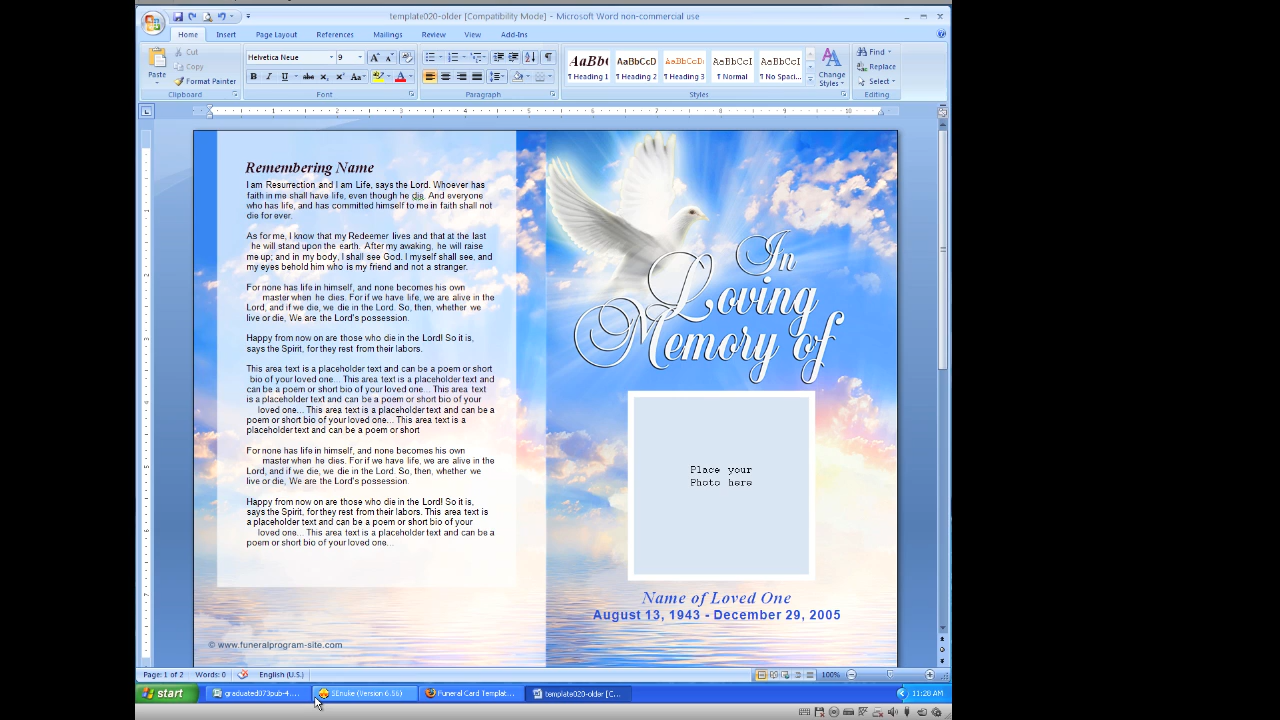 template020-older [Compatibility Mode] - Microsoft Word non-commercial use
Home Insert Page Layout References Mailings Review View Add-Ins
Paste Cut Copy Format Painter
Clipboard
Helvetica Neue 9
Font
Paragraph
AaBb( AaBbCcD AaBbCcD: AaBbCcI AaBbCcI
¶ Heading 1 ¶ Heading 2 ¶ Heading 3 ¶ Normal ¶ No Spaci...
Change Styles
Styles
Find Replace Select
Editing
Remembering Name
I am Resurrection and I am Life, says the Lord. Whoever has
faith in me shall have life, even though he die. And everyone
who has life, and has committed himself to me in faith shall not
die for ever.
As for me, I know that my Redeemer lives and that at the last
he will stand upon the earth. After my awaking, he will raise
me up; and in my body, I shall see God. I myself shall see, and
my eyes behold him who is my friend and not a stranger.
For none has life in himself, and none becomes his own
master when he dies. For if we have life, we are alive in the
Lord, and if we die, we die in the Lord. So, then, whether we
live or die, We are the Lord's possession.
Happy from now on are those who die in the Lord! So it is,
says the Spirit, for they rest from their labors.
This area text is a placeholder text and can be a poem or short
bio of your loved one... This area text is a placeholder text and
can be a poem or short bio of your loved one... This area text
is a placeholder text and can be a poem or short bio of your
loved one... This area text is a placeholder text and can be a
poem or short bio of your loved one... This area text is a
placeholder text and can be a poem or short
For none has life in himself, and none becomes his own
master when he dies. For if we have life, we are alive in the
Lord, and if we die, we die in the Lord. So, then, whether we
live or die, We are the Lord's possession.
Happy from now on are those who die in the Lord! So it is,
says the Spirit, for they rest from their labors. This area text is
a placeholder text and can be a poem or short bio of your
loved one... This area text is a placeholder text and can be a
poem or short bio of your loved one...
© www.funeralprogram-site.com
In
Loving
Memory of
Place your
Photo here
Name of Loved One
August 13, 1943 - December 29, 2005
Page: 1 of 2 Words: 0 English (U.S.) 100%
start graduated073pub-4.... SEnuke (Version 6.56) Funeral Card Templat... template020-older [C... 11:28 AM